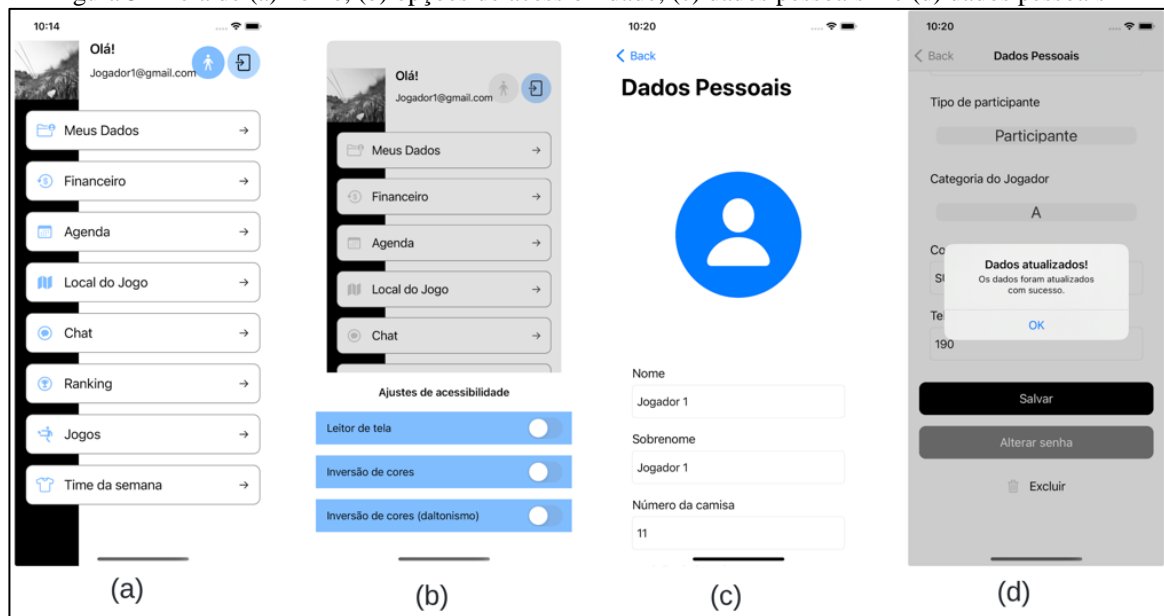 10:14
Olá!
Jogador1@gmail.com
Meus Dados
Financeiro
Agenda
Local do Jogo
Chat
Ranking
Jogos
Time da semana
(a)
Olá!
Jogador1@gmail.com
Meus Dados
Financeiro
Agenda
Local do Jogo
Chat
Ajustes de acessibilidade
Leitor de tela
Inversão de cores
Inversão de cores (daltonismo)
(b)
10:20
Back
Dados Pessoais
Nome
Jogador 1
Sobrenome
Jogador 1
Número da camisa
11
(c)
10:20
Back Dados Pessoais
Tipo de participante
Participante
Categoria do Jogador
A
Co
Dados atualizados!
Os dados foram atualizados
com sucesso.
OK
Te
190
Salvar
Alterar senha
Excluir
(d)